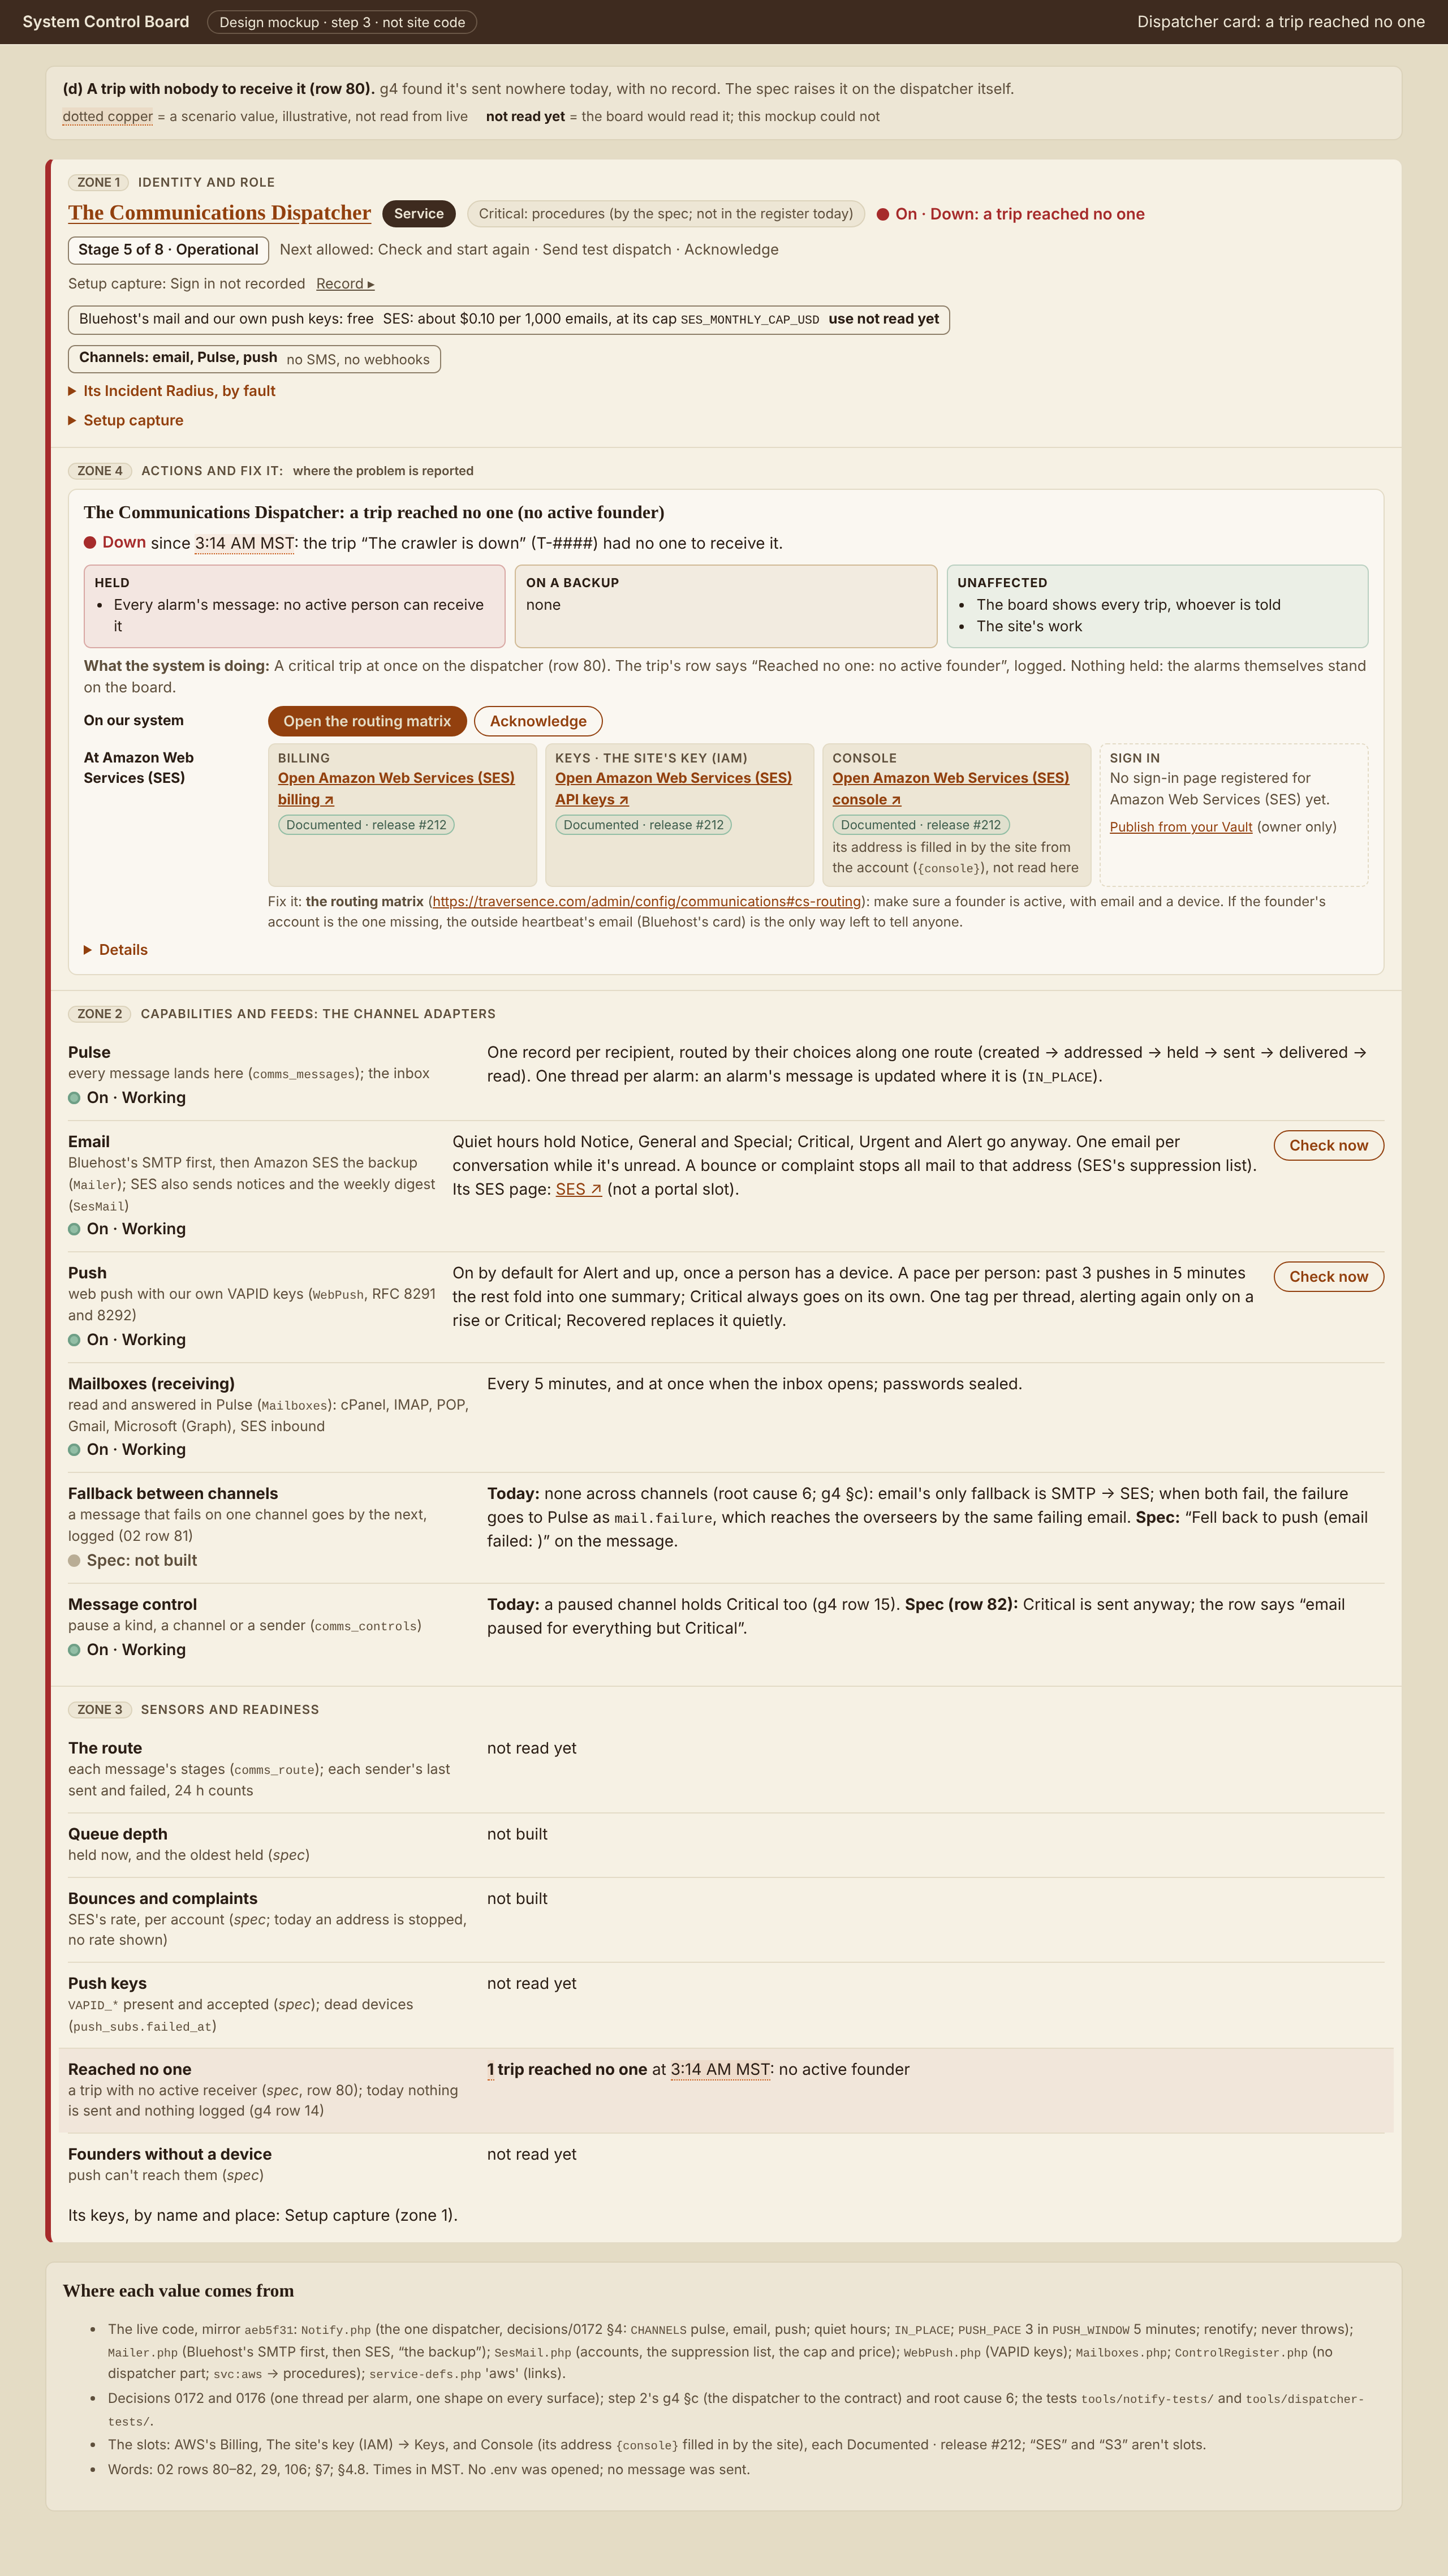 System Control Board
Design mockup · step 3 · not site code
Dispatcher card: a trip reached no one
(d) A trip with nobody to receive it (row 80). g4 found it's sent nowhere today, with no record. The spec raises it on the dispatcher itself.
dotted copper = a scenario value, illustrative, not read from live not read yet = the board would read it; this mockup could not
ZONE 1 IDENTITY AND ROLE
The Communications Dispatcher Service Critical: procedures (by the spec; not in the register today) On · Down: a trip reached no one
Stage 5 of 8 · Operational Next allowed: Check and start again · Send test dispatch · Acknowledge
Setup capture: Sign in not recorded Record ▸
Bluehost's mail and our own push keys: free SES: about $0.10 per 1,000 emails, at its cap SES_MONTHLY_CAP_USD use not read yet
Channels: email, Pulse, push no SMS, no webhooks
▶ Its Incident Radius, by fault
▶ Setup capture
ZONE 4 ACTIONS AND FIX IT: where the problem is reported
The Communications Dispatcher: a trip reached no one (no active founder)
Down since 3:14 AM MST: the trip “The crawler is down” (T-####) had no one to receive it.
HELD
• Every alarm's message: no active person can receive
it
ON A BACKUP
none
UNAFFECTED
• The board shows every trip, whoever is told
• The site's work
What the system is doing: A critical trip at once on the dispatcher (row 80). The trip's row says “Reached no one: no active founder”, logged. Nothing held: the alarms themselves stand
on the board.
On our system
Open the routing matrix Acknowledge
At Amazon Web
Services (SES)
BILLING
Open Amazon Web Services (SES)
billing ↗
Documented · release #212
KEYS · THE SITE'S KEY (IAM)
Open Amazon Web Services (SES)
API keys ↗
Documented · release #212
CONSOLE
Open Amazon Web Services (SES)
console ↗
Documented · release #212
its address is filled in by the site from
the account ({console}), not read here
SIGN IN
No sign-in page registered for
Amazon Web Services (SES) yet.
Publish from your Vault (owner only)
Fix it: the routing matrix (https://traversence.com/admin/config/communications#cs-routing): make sure a founder is active, with email and a device. If the founder's
account is the one missing, the outside heartbeat's email (Bluehost's card) is the only way left to tell anyone.
▶ Details
ZONE 2 CAPABILITIES AND FEEDS: THE CHANNEL ADAPTERS
Pulse
every message lands here (comms_messages); the inbox
On · Working
One record per recipient, routed by their choices along one route (created → addressed → held → sent → delivered →
read). One thread per alarm: an alarm's message is updated where it is (IN_PLACE).
Email
Bluehost's SMTP first, then Amazon SES the backup
(Mailer); SES also sends notices and the weekly digest
(SesMail)
On · Working
Quiet hours hold Notice, General and Special; Critical, Urgent and Alert go anyway. One email per
conversation while it's unread. A bounce or complaint stops all mail to that address (SES's suppression list).
Its SES page: SES ↗ (not a portal slot).
Check now
Push
web push with our own VAPID keys (WebPush, RFC 8291
and 8292)
On · Working
On by default for Alert and up, once a person has a device. A pace per person: past 3 pushes in 5 minutes
the rest fold into one summary; Critical always goes on its own. One tag per thread, alerting again only on a
rise or Critical; Recovered replaces it quietly.
Check now
Mailboxes (receiving)
read and answered in Pulse (Mailboxes): cPanel, IMAP, POP,
Gmail, Microsoft (Graph), SES inbound
On · Working
Every 5 minutes, and at once when the inbox opens; passwords sealed.
Fallback between channels
a message that fails on one channel goes by the next,
logged (02 row 81)
Spec: not built
Today: none across channels (root cause 6; g4 §c): email's only fallback is SMTP → SES; when both fail, the failure
goes to Pulse as mail.failure, which reaches the overseers by the same failing email. Spec: “Fell back to push (email
failed: )” on the message.
Message control
pause a kind, a channel or a sender (comms_controls)
On · Working
Today: a paused channel holds Critical too (g4 row 15). Spec (row 82): Critical is sent anyway; the row says “email
paused for everything but Critical”.
ZONE 3 SENSORS AND READINESS
The route
each message's stages (comms_route); each sender's last
sent and failed, 24 h counts
not read yet
Queue depth
held now, and the oldest held (spec)
not built
Bounces and complaints
SES's rate, per account (spec; today an address is stopped,
no rate shown)
not built
Push keys
VAPID_* present and accepted (spec); dead devices
(push_subs.failed_at)
not read yet
Reached no one
a trip with no active receiver (spec, row 80); today nothing
is sent and nothing logged (g4 row 14)
1 trip reached no one at 3:14 AM MST: no active founder
Founders without a device
push can't reach them (spec)
not read yet
Its keys, by name and place: Setup capture (zone 1).
Where each value comes from
• The live code, mirror aeb5f31: Notify.php (the one dispatcher, decisions/0172 §4: CHANNELS pulse, email, push; quiet hours; IN_PLACE; PUSH_PACE 3 in PUSH_WINDOW 5 minutes; renotify; never throws);
Mailer.php (Bluehost's SMTP first, then SES, “the backup”); SesMail.php (accounts, the suppression list, the cap and price); WebPush.php (VAPID keys); Mailboxes.php; ControlRegister.php (no
dispatcher part; svc:aws → procedures); service-defs.php 'aws' (links).
• Decisions 0172 and 0176 (one thread per alarm, one shape on every surface); step 2's g4 §c (the dispatcher to the contract) and root cause 6; the tests tools/notify-tests/ and tools/dispatcher-
tests/.
• The slots: AWS's Billing, The site's key (IAM) → Keys, and Console (its address {console} filled in by the site), each Documented · release #212; “SES” and “S3” aren't slots.
• Words: 02 rows 80–82, 29, 106; §7; §4.8. Times in MST. No .env was opened; no message was sent.